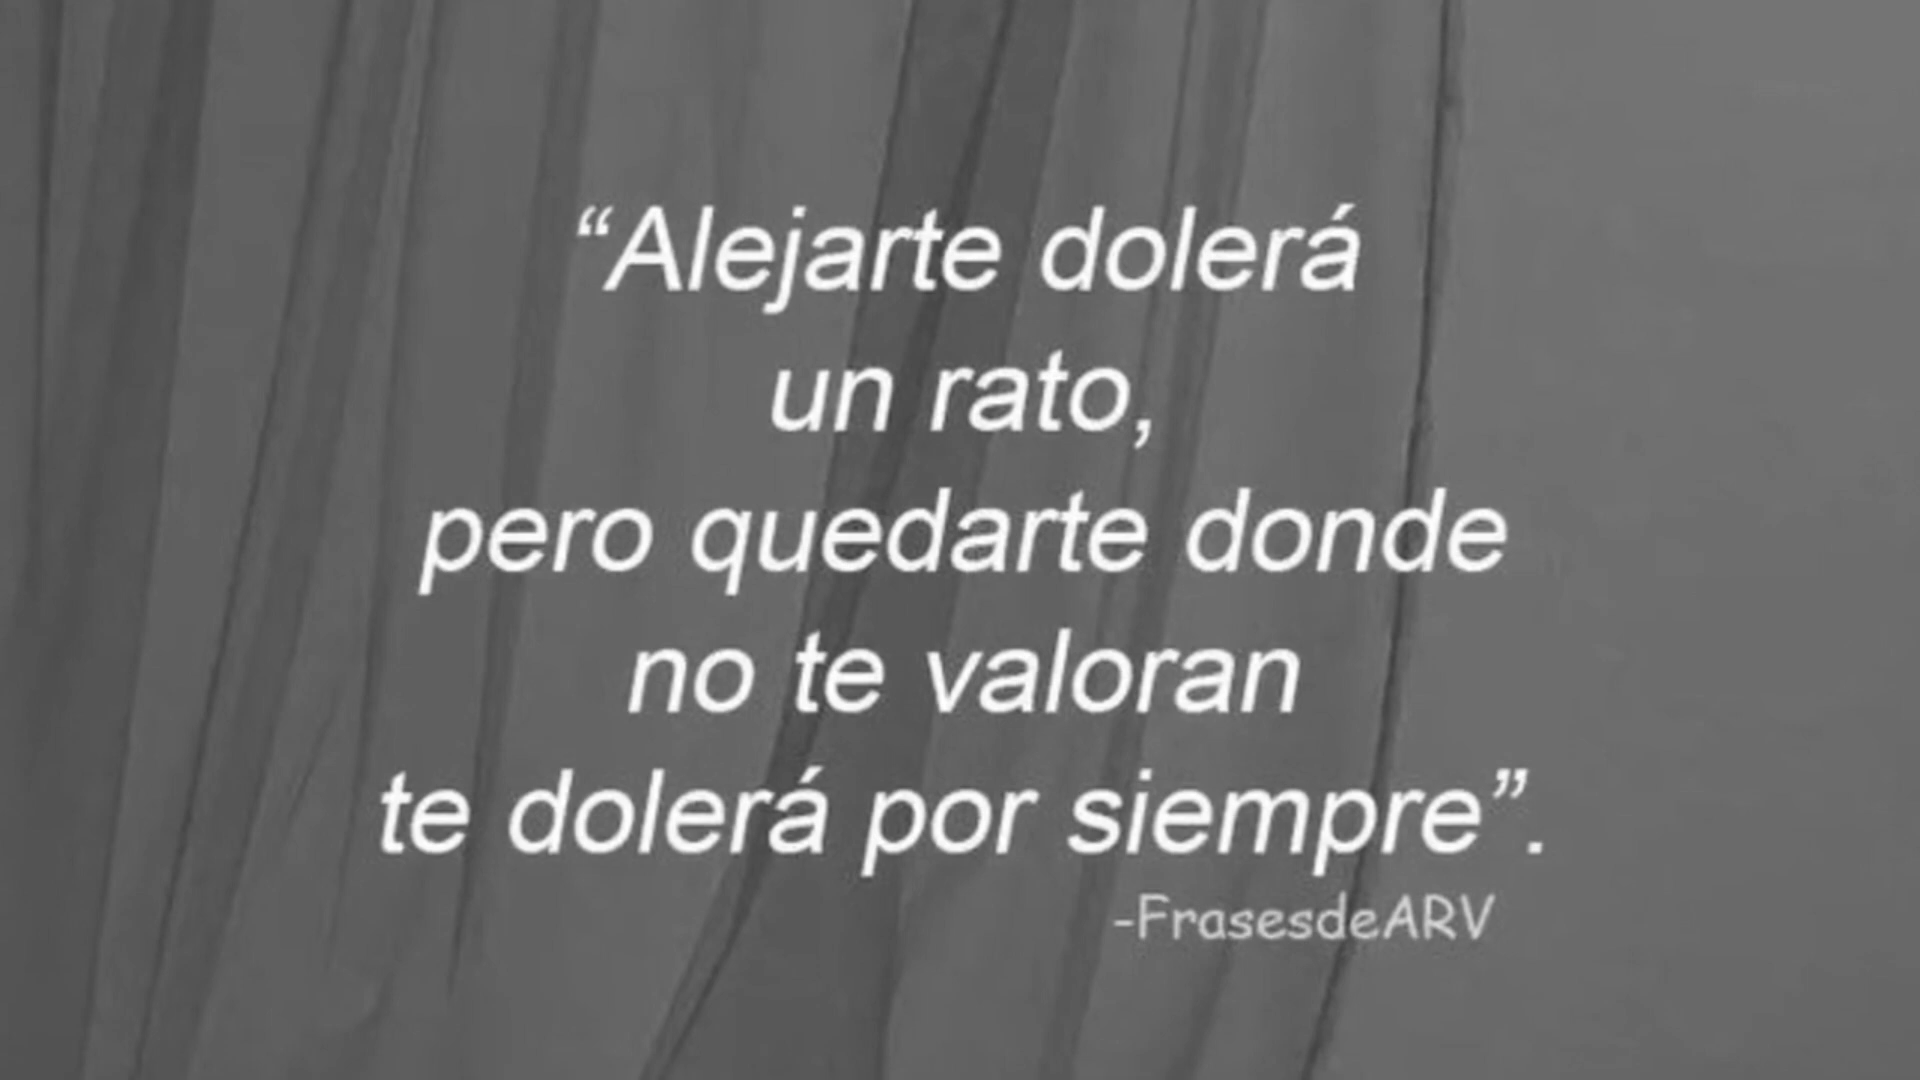 “Alejarte dolerá
un rato,
pero quedarte donde
no te valoran
te dolerá por siempre”.
-FrasesdeARV